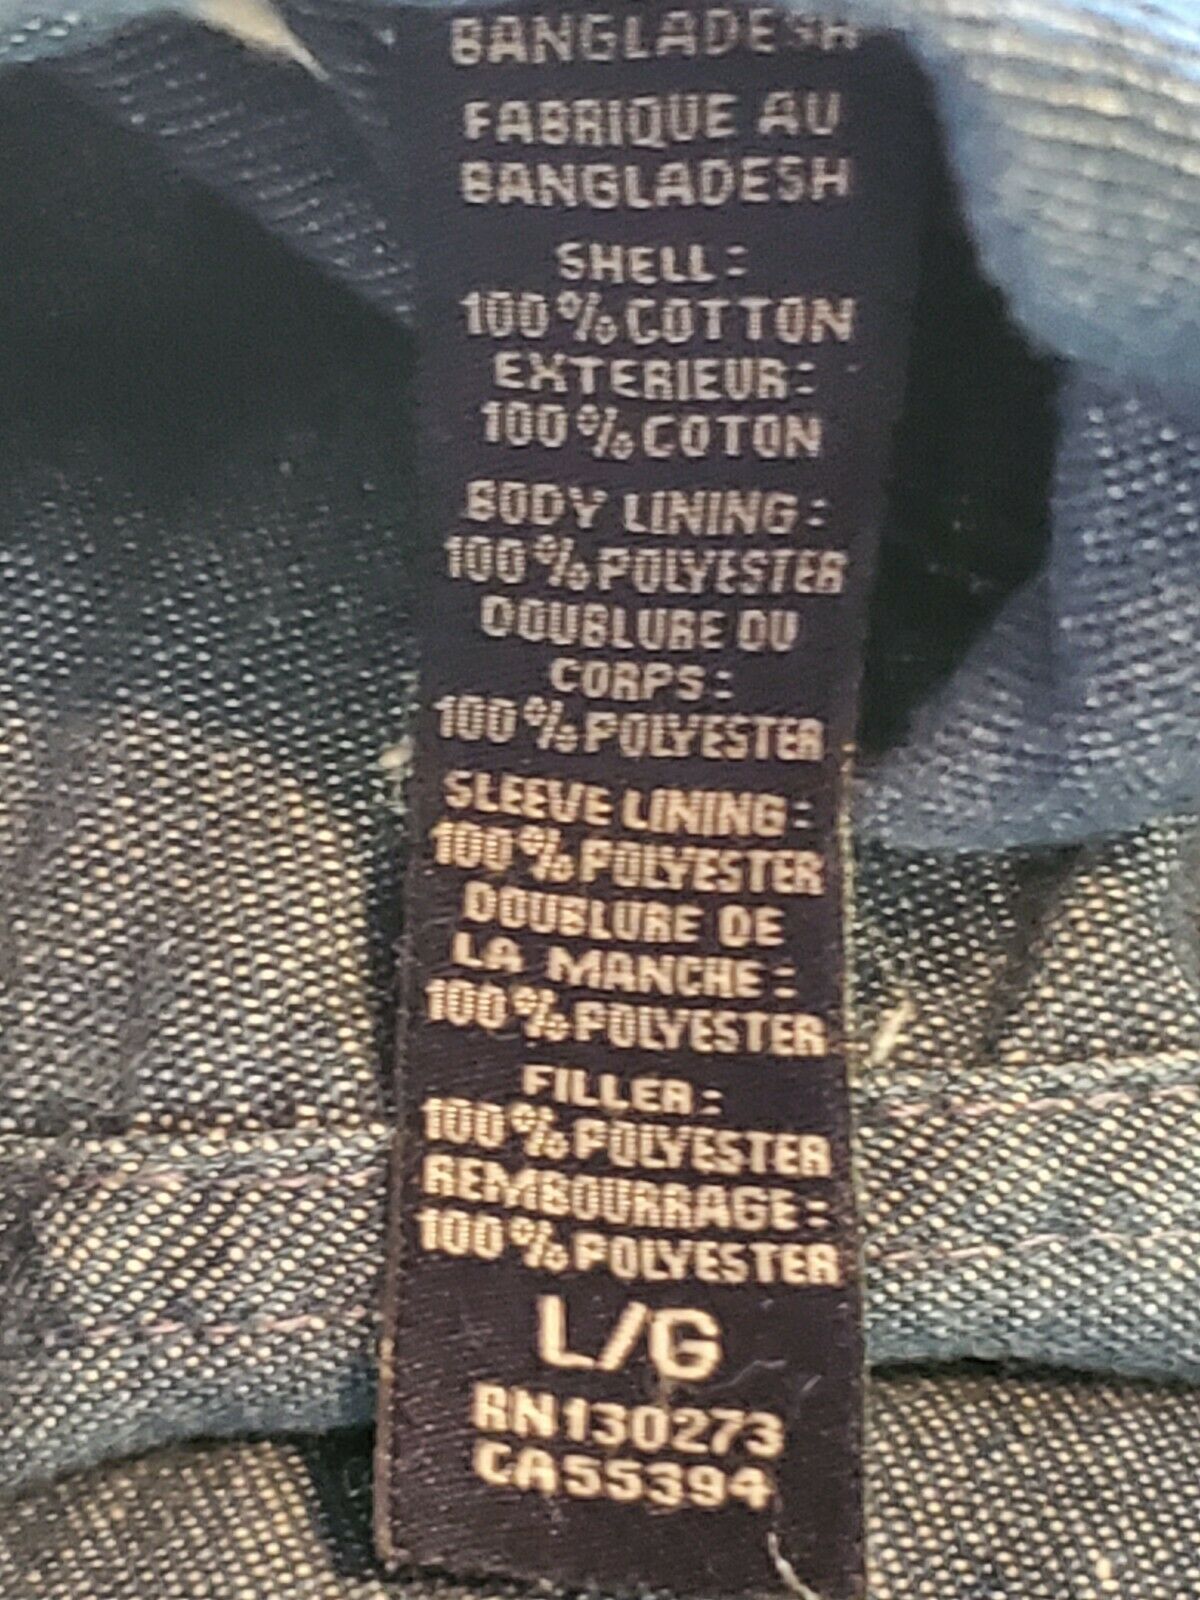 BANGLADESH
FABRIQUE AU
BANGLADESH
SHELL:
100%COTTON
EXTERIEUR:
100%COTON
BODY LINING:
100%POLYESTER
DOUBLURE DU
CORPS:
100%POLYESTER
SLEEVE LINING:
100%POLYESTER
DOUBLURE DE
LA MANCHE:
100%POLYESTER
FILLER:
100%POLYESTER
REMBOURRAGE:
100%POLYESTER
L/G
RN130273
CA55394